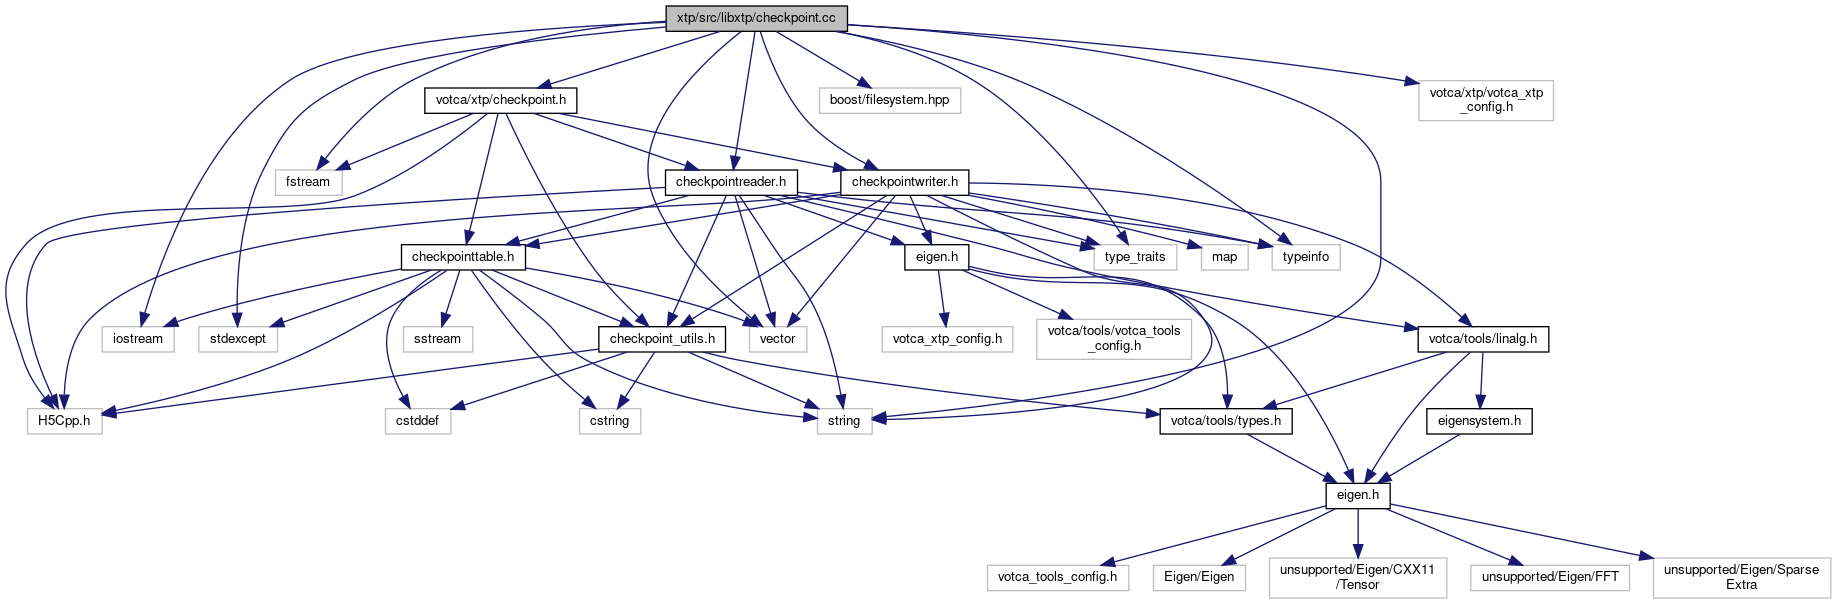 xtp/src/libxtp/checkpoint.cc
votca/xtp/checkpoint.h
boost/filesystem.hpp
votca/xtp/votca_xtp
_config.h
fstream
checkpointreader.h
checkpointwriter.h
checkpointtable.h
eigen.h
type_traits
map
typeinfo
iostream
stdexcept
sstream
checkpoint_utils.h
vector
votca_xtp_config.h
votca/tools/votca_tools
_config.h
votca/tools/linalg.h
H5Cpp.h
cstddef
cstring
string
votca/tools/types.h
eigensystem.h
eigen.h
votca_tools_config.h
Eigen/Eigen
unsupported/Eigen/CXX11
/Tensor
unsupported/Eigen/FFT
unsupported/Eigen/Sparse
Extra